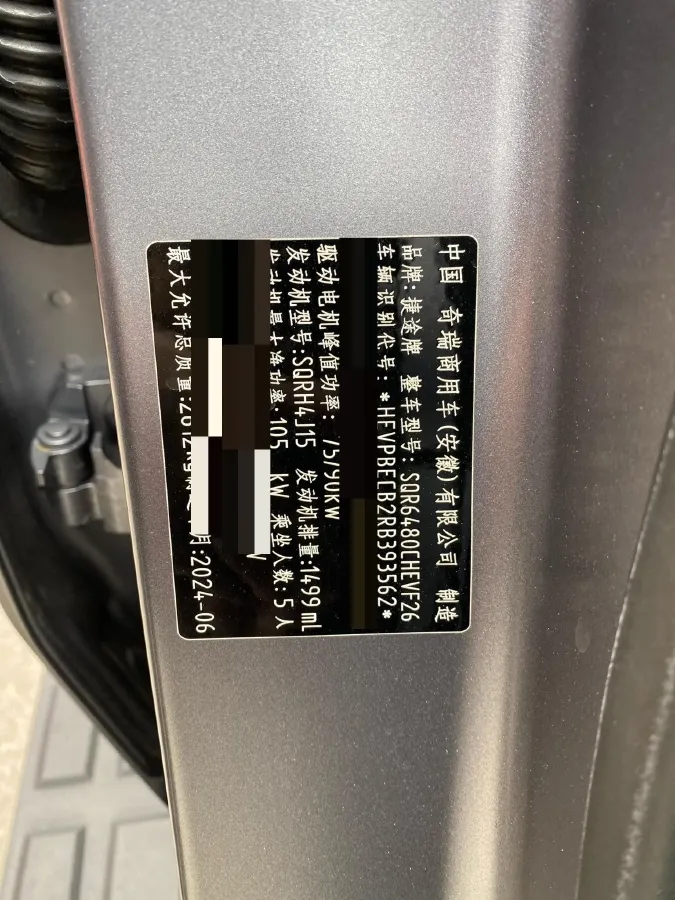 中国 奇瑞商用车(安徽)有限公司 制造
品牌:捷途牌 整车型号:SQR6480CHEVF26
车辆识别代号:*HFVPBECB2RB393562*
驱动电机峰值功率: 75/90KW
发动机型号:SQRH4J15 发动机排量:1499 mL
发动机最大净功率:105 kW 乘坐人数:5人
最大允许总质量: 月:2024-06